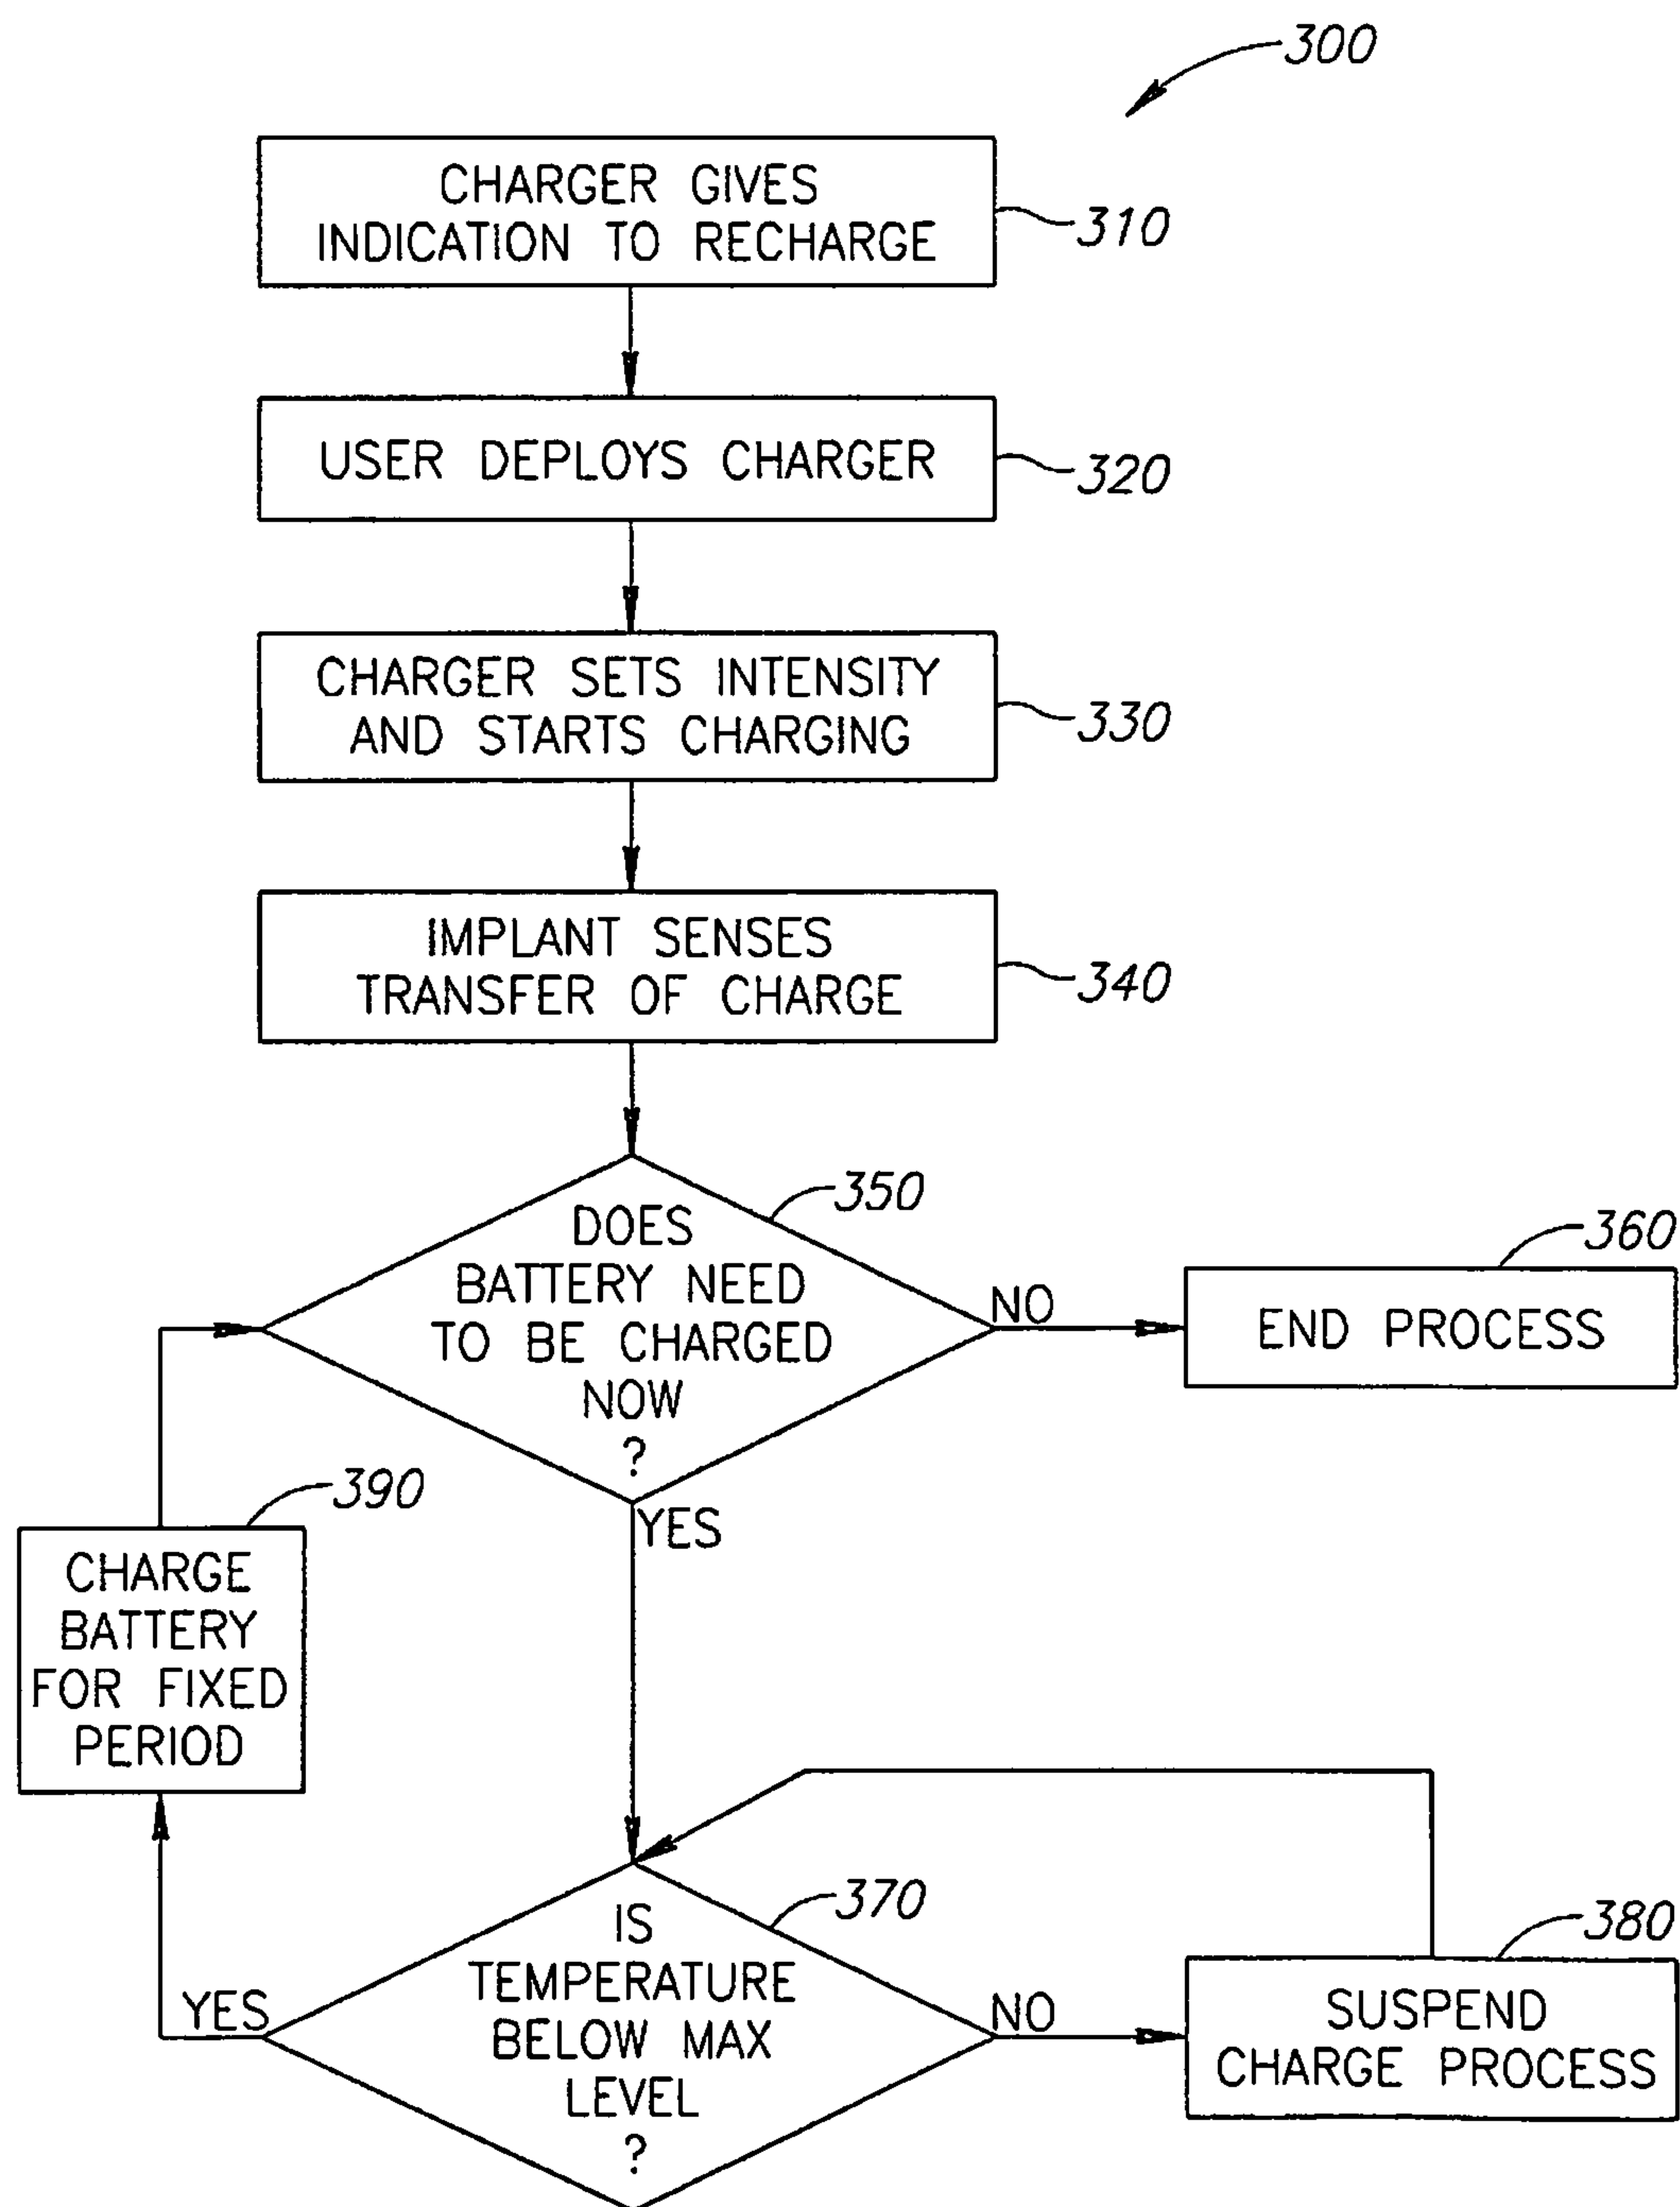 300
CHARGER GIVES
INDICATION TO RECHARGE
310
USER DEPLOYS CHARGER
320
CHARGER SETS INTENSITY
AND STARTS CHARGING
330
IMPLANT SENSES
TRANSFER OF CHARGE
340
350
DOES
BATTERY NEED
TO BE CHARGED
NOW
?
NO
360
END PROCESS
YES
390
CHARGE
BATTERY
FOR FIXED
PERIOD
370
IS
TEMPERATURE
BELOW MAX
LEVEL
?
YES
NO
380
SUSPEND
CHARGE PROCESS